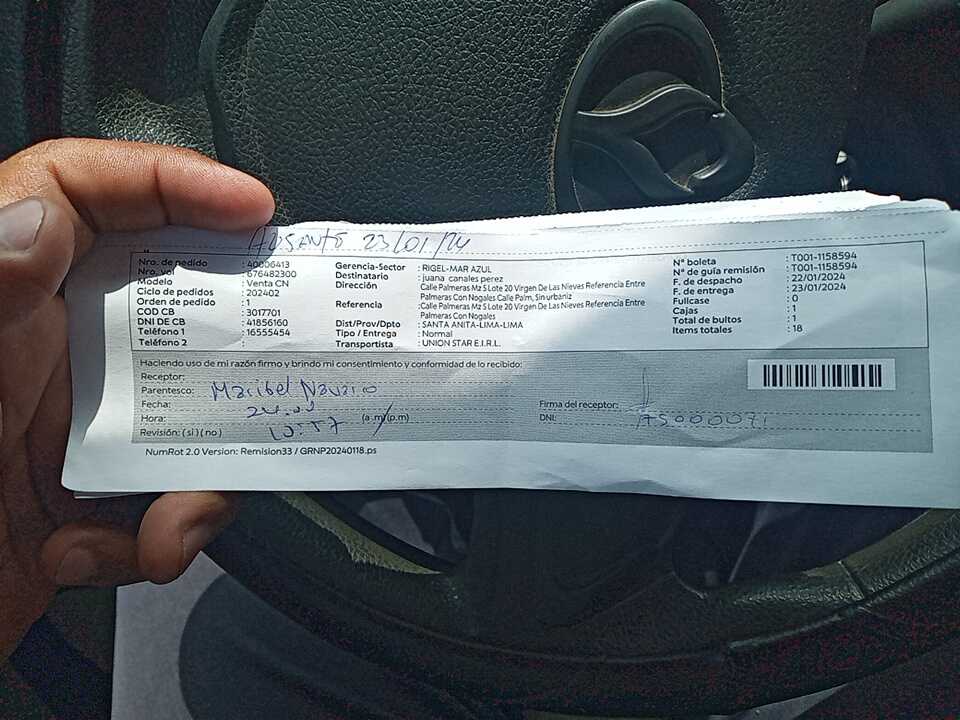 AUSENTE 23/01/24
Nro. de pedido : 40006413
Nro. vol : 676482300
Modelo : Venta CN
Ciclo de pedidos : 202402
Orden de pedido : 1
COD CB : 3017701
DNI DE CB : 41856160
Teléfono 1 : 16555454
Teléfono 2 :
Gerencia-Sector : RIGEL-MAR AZUL
Destinatario : juana canales perez
Dirección : Calle Palmeras Mz S Lote 20 Virgen De Las Nieves Referencia Entre
Palmeras Con Nogales Calle Palm, Sinurbaniz
Referencia : Calle Palmeras Mz S Lote 20 Virgen De Las Nieves Referencia Entre
Palmeras Con Nogales
Dist/Prov/Dpto : SANTA ANITA-LIMA-LIMA
Tipo / Entrega : Normal
Transportista : UNION STAR E.I.R.L.
N° boleta : T001-1158594
N° de guía remisión : T001-1158594
F. de despacho : 22/01/2024
F. de entrega : 23/01/2024
Fullcase : 0
Cajas : 1
Total de bultos : 1
Items totales : 18
Haciendo uso de mi razón firmo y brindo mi consentimiento y conformidad de lo recibido:
Receptor:
Parentesco: Maribel Navarro
Fecha:
Hora: (a.m/p.m)
Revisión: ( si ) ( no )
Firma del receptor:
DNI: 75000071
NumRot 2.0 Version: Remision33 / GRNP20240118.ps